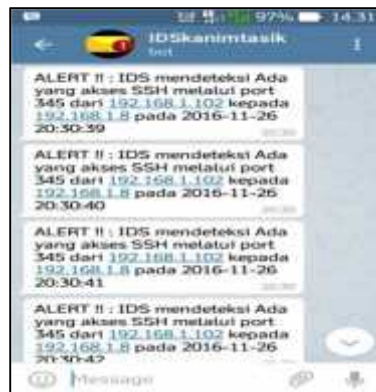 97% 14.31
IDSkanimtasik
bot
ALERT !! : IDS mendeteksi Ada
yang akses SSH melalui port
345 dari 192.168.1.102 kepada
192.168.1.8 pada 2016-11-26
20:30:39
ALERT !! : IDS mendeteksi Ada
yang akses SSH melalui port
345 dari 192.168.1.102 kepada
192.168.1.8 pada 2016-11-26
20:30:40
ALERT !! : IDS mendeteksi Ada
yang akses SSH melalui port
345 dari 192.168.1.102 kepada
192.168.1.8 pada 2016-11-26
20:30:41
ALERT !! : IDS mendeteksi Ada
yang akses SSH melalui port
345 dari 192.168.1.102 kepada
192.168.1.8 pada 2016-11-26
20:30:42
Message